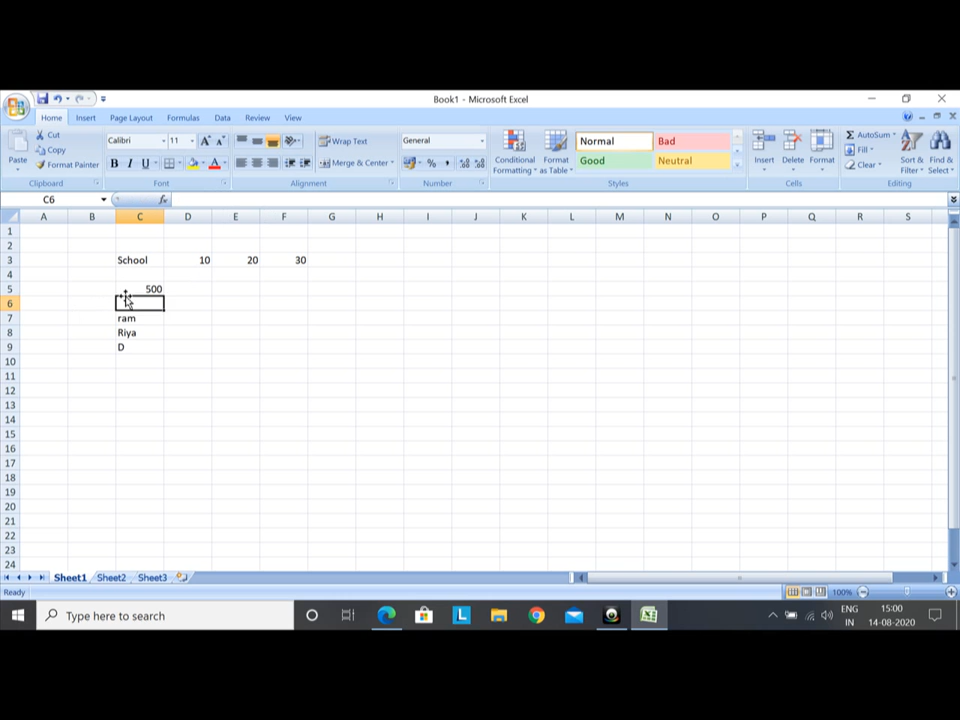 Book1 - Microsoft Excel
Home Insert Page Layout Formulas Data Review View
Paste
Cut
Copy
Format Painter
Calibri 11
B I U
Wrap Text
Merge & Center
General
%
Conditional Formatting
Format as Table
Normal Bad
Good Neutral
Insert Delete Format
AutoSum
Fill
Clear
Sort & Filter
Find & Select
Clipboard Font Alignment Number Styles Cells Editing
C6 fx
A B C D E F G H I J K L M N O P Q R S
1
2
3 School 10 20 30
4
5 500
6
7 ram
8 Riya
9 D
10
11
12
13
14
15
16
17
18
19
20
21
22
23
24
Sheet1 Sheet2 Sheet3
Ready 100%
Type here to search
ENG
IN
15:00
14-08-2020